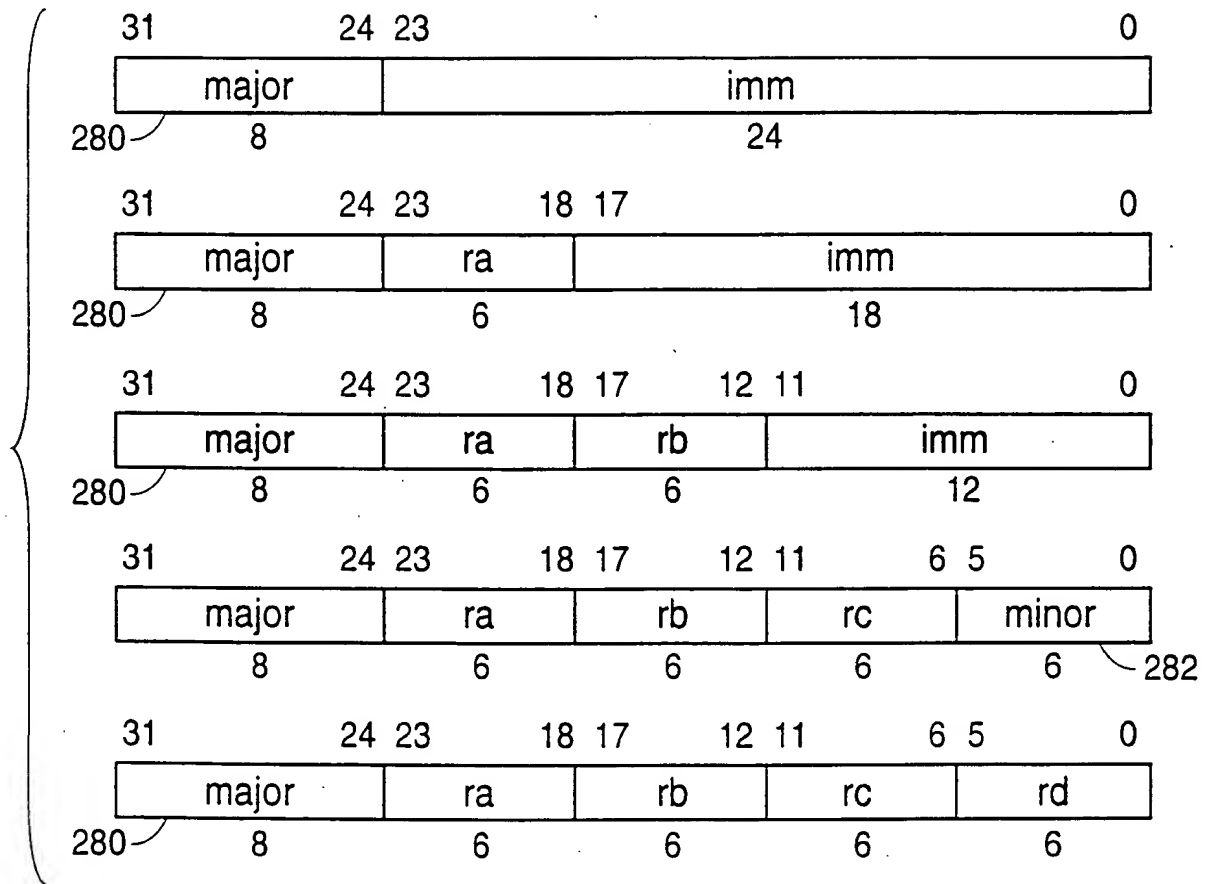 31 24 23 0
major imm
280 8 24
31 24 23 18 17 0
major ra imm
280 8 6 18
31 24 23 18 17 12 11 0
major ra rb imm
280 8 6 6 12
31 24 23 18 17 12 11 6 5 0
major ra rb rc minor
8 6 6 6 6 282
31 24 23 18 17 12 11 6 5 0
major ra rb rc rd
280 8 6 6 6 6